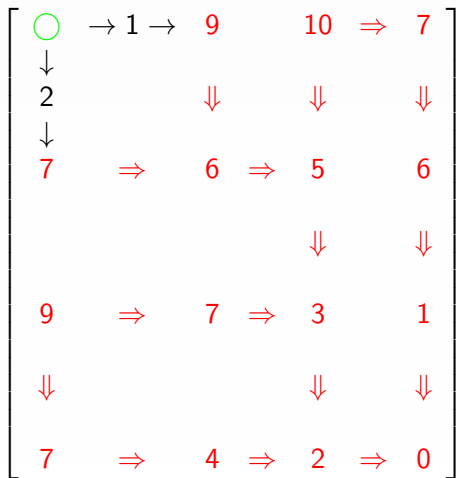 ◯ → 1 → 9 10 ⇒ 7
↓
2 ⇓ ⇓ ⇓
↓
7 ⇒ 6 ⇒ 5 6
⇓ ⇓
9 ⇒ 7 ⇒ 3 1
⇓ ⇓ ⇓
7 ⇒ 4 ⇒ 2 ⇒ 0